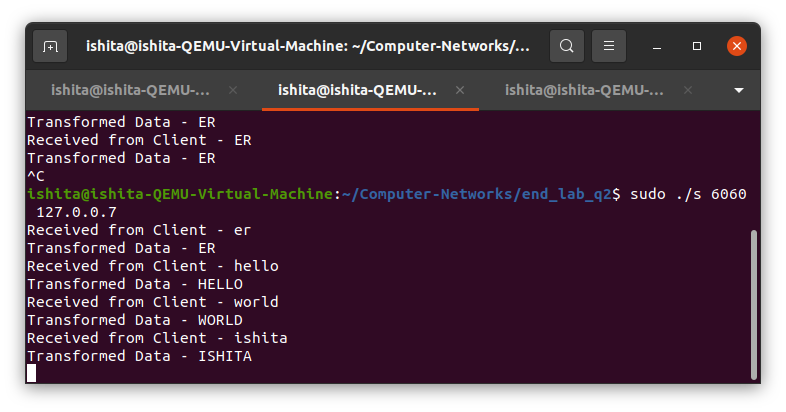 ishita@ishita-QEMU-Virtual-Machine: ~/Computer-Networks/...
ishita@ishita-QEMU-... ishita@ishita-QEMU-... ishita@ishita-QEMU-...
Transformed Data - ER
Received from Client - ER
Transformed Data - ER
^C
ishita@ishita-QEMU-Virtual-Machine:~/Computer-Networks/end_lab_q2$ sudo ./s 6060
127.0.0.7
Received from Client - er
Transformed Data - ER
Received from Client - hello
Transformed Data - HELLO
Received from Client - world
Transformed Data - WORLD
Received from Client - ishita
Transformed Data - ISHITA